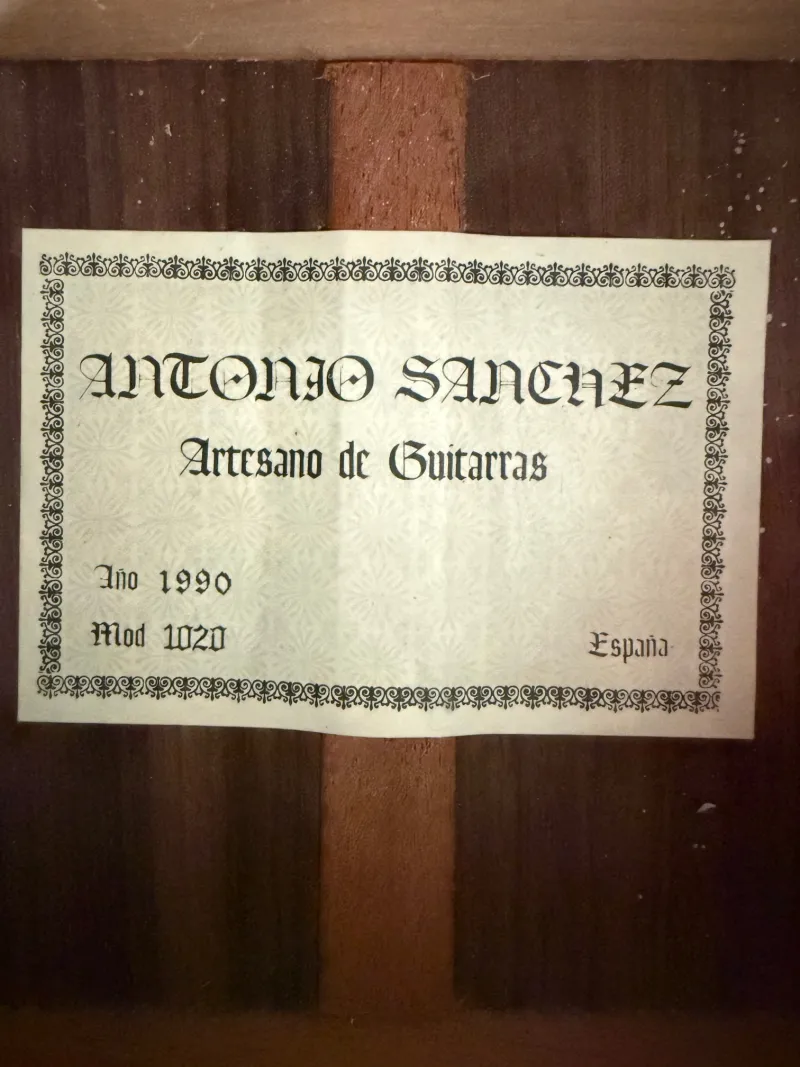 ANTONIO SANCHEZ
Artesano de Guitarras
Año 1990
Mod 1020
España